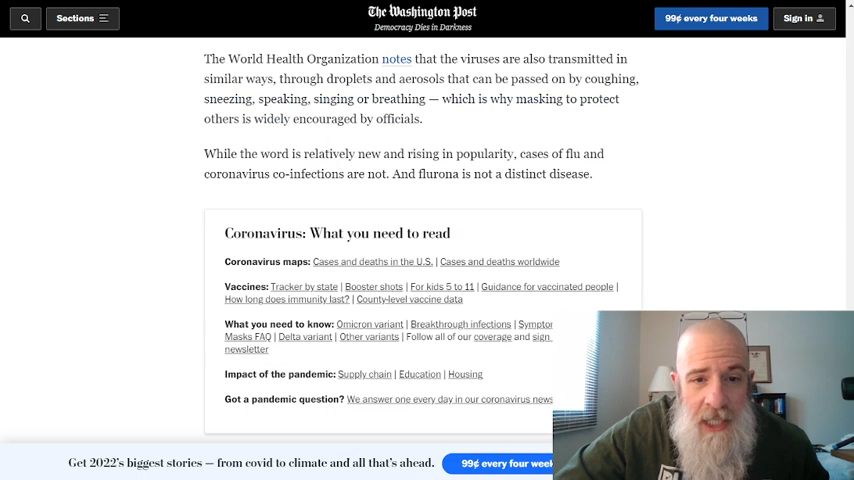 The Washington Post
Democracy Dies in Darkness
Sections
99¢ every four weeks
Sign in
The World Health Organization notes that the viruses are also transmitted in
similar ways, through droplets and aerosols that can be passed on by coughing,
sneezing, speaking, singing or breathing — which is why masking to protect
others is widely encouraged by officials.
While the word is relatively new and rising in popularity, cases of flu and
coronavirus co-infections are not. And flurona is not a distinct disease.
Coronavirus: What you need to read
Coronavirus maps: Cases and deaths in the U.S. | Cases and deaths worldwide
Vaccines: Tracker by state | Booster shots | For kids 5 to 11 | Guidance for vaccinated people |
How long does immunity last? | County-level vaccine data
What you need to know: Omicron variant | Breakthrough infections | Sympto
Masks FAQ | Delta variant | Other variants | Follow all of our coverage and sign
newsletter
Impact of the pandemic: Supply chain | Education | Housing
Got a pandemic question? We answer one every day in our coronavirus news
Get 2022's biggest stories — from covid to climate and all that's ahead.
99¢ every four week